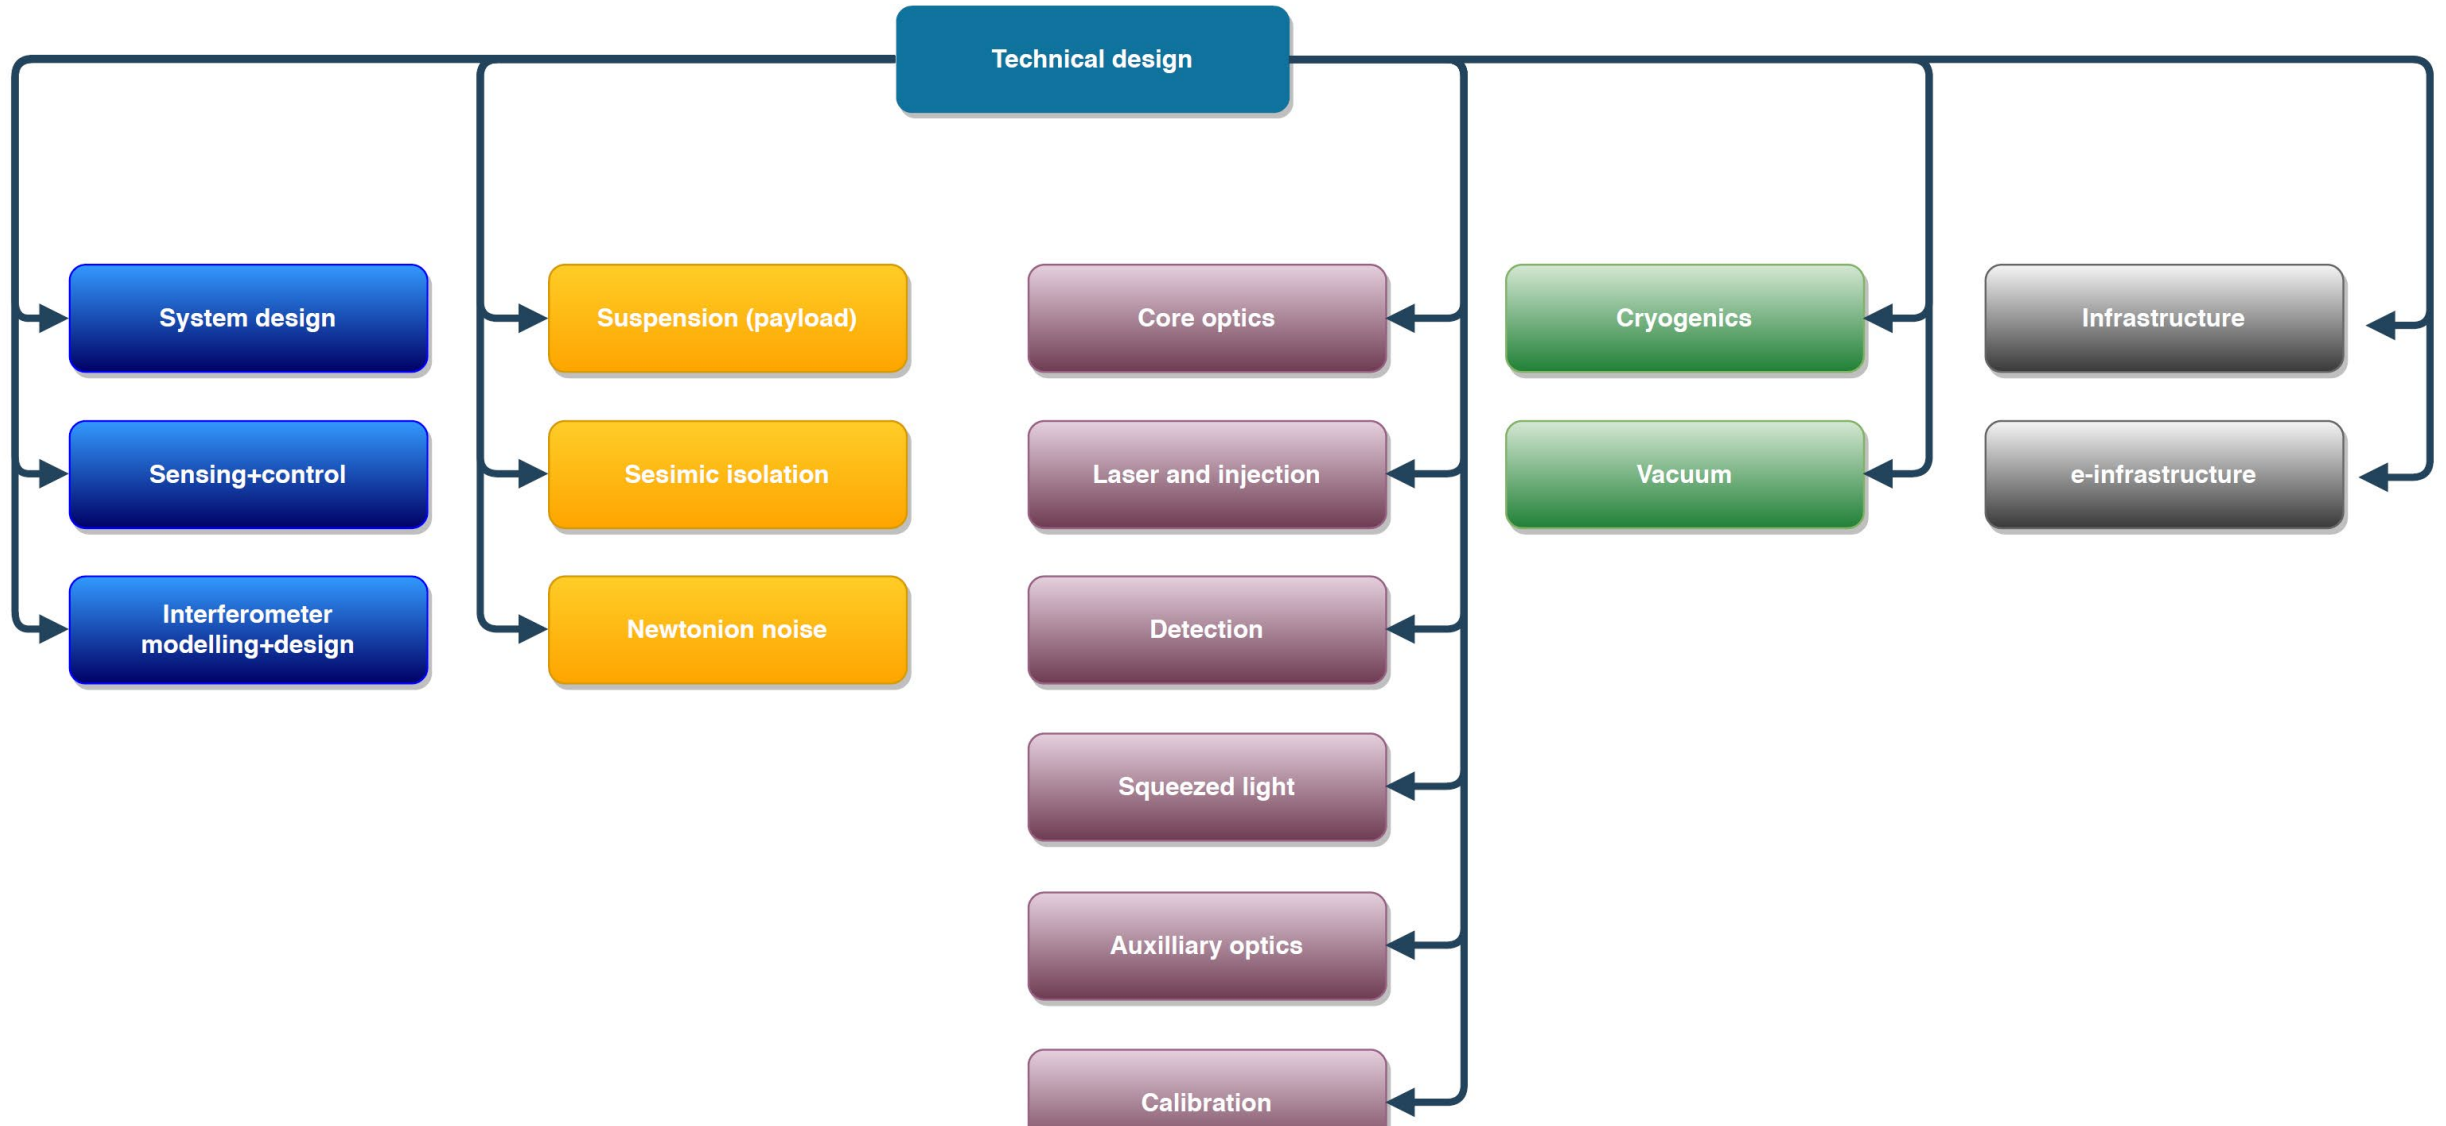 Technical design
System design
Suspension (payload)
Core optics
Cryogenics
Infrastructure
Sensing+control
Sesimic isolation
Laser and injection
Vacuum
e-infrastructure
Interferometer
modelling+design
Newtonion noise
Detection
Squeezed light
Auxilliary optics
Calibration